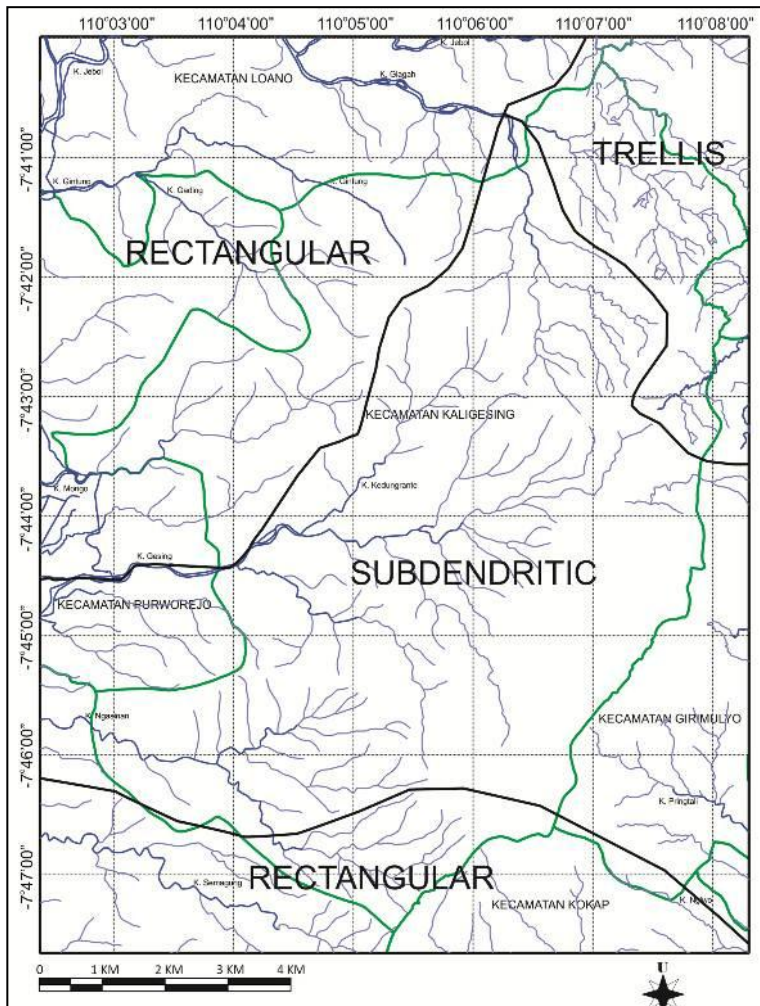 110°03'00" 110°04'00" 110°05'00" 110°06'00" 110°07'00" 110°08'00"
K. Jebol
K. Jebol
KECAMATAN LOANO
K. Glagah
-7°41'00"
TRELLIS
K. Gintung
K. Gading
K. Gintung
RECTANGULAR
-7°42'00"
-7°43'00"
KECAMATAN KALIGESING
K. Mongo
K. Kedungrante
-7°44'00"
K. Gesing
SUBDENDRITIC
KECAMATAN PURWOREJO
-7°45'00"
K. Ngasinan
KECAMATAN GIRIMULYO
-7°46'00"
K. Pringtali
-7°47'00"
K. Semagung
RECTANGULAR
KECAMATAN KOKAP
0 1 KM 2 KM 3 KM 4 KM
U